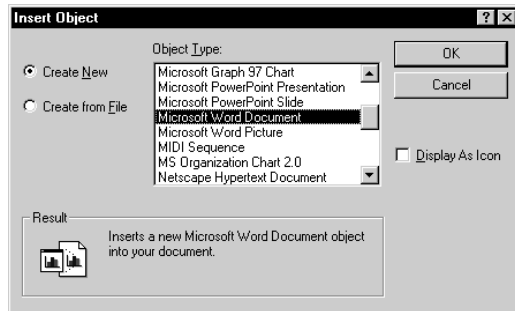 Insert Object
Object Type:
Create New
Create from File
Microsoft Graph 97 Chart
Microsoft PowerPoint Presentation
Microsoft PowerPoint Slide
Microsoft Word Document
Microsoft Word Picture
MIDI Sequence
MS Organization Chart 2.0
Netscape Hypertext Document
OK
Cancel
Display As Icon
Result
Inserts a new Microsoft Word Document object
into your document.